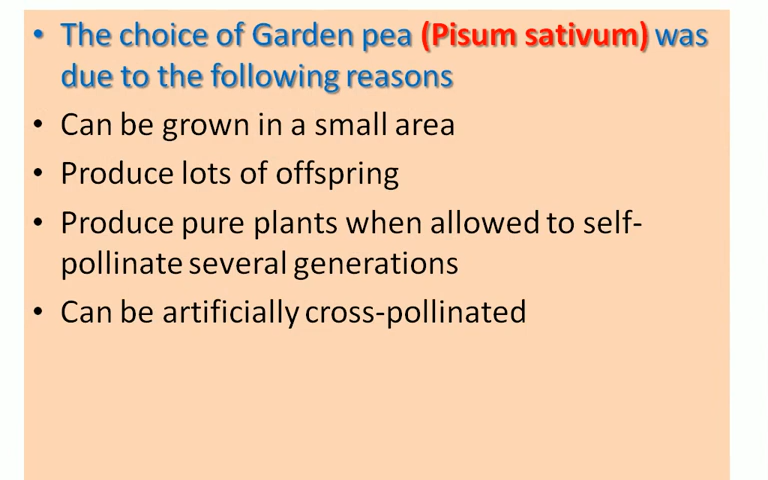 • The choice of Garden pea (Pisum sativum) was
due to the following reasons
• Can be grown in a small area
• Produce lots of offspring
• Produce pure plants when allowed to self-
pollinate several generations
• Can be artificially cross-pollinated